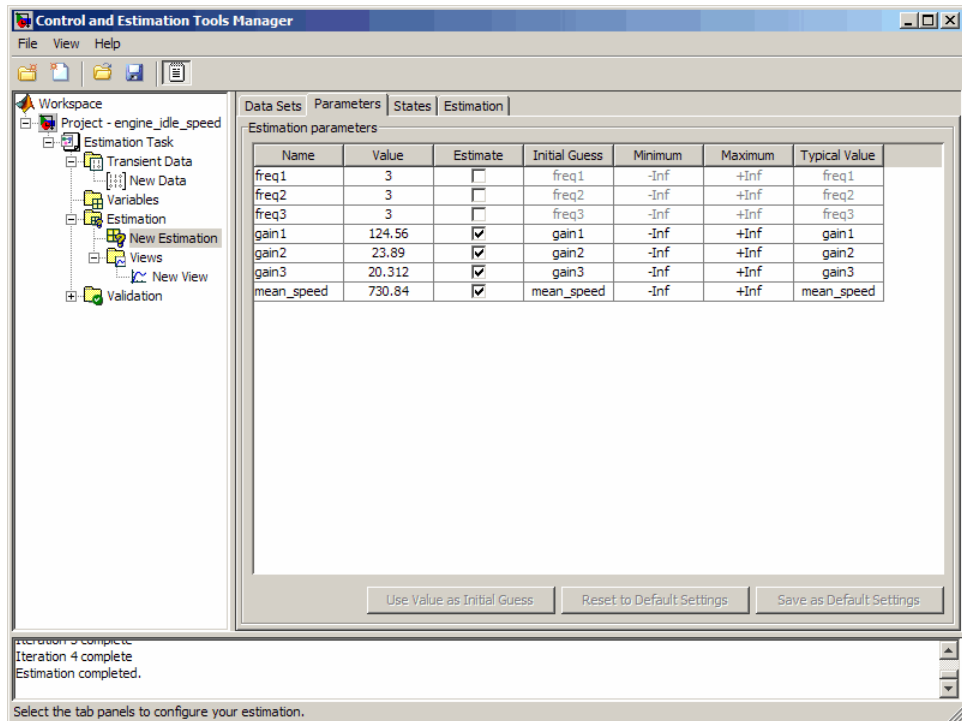 Control and Estimation Tools Manager
File View Help
Workspace
Project - engine_idle_speed
Estimation Task
Transient Data
New Data
Variables
Estimation
New Estimation
Views
New View
Validation
Data Sets Parameters States Estimation
Estimation parameters
Name Value Estimate Initial Guess Minimum Maximum Typical Value
freq1 3 freq1 -Inf +Inf freq1
freq2 3 freq2 -Inf +Inf freq2
freq3 3 freq3 -Inf +Inf freq3
gain1 124.56 gain1 -Inf +Inf gain1
gain2 23.89 gain2 -Inf +Inf gain2
gain3 20.312 gain3 -Inf +Inf gain3
mean_speed 730.84 mean_speed -Inf +Inf mean_speed
Use Value as Initial Guess Reset to Default Settings Save as Default Settings
Iteration 3 complete
Iteration 4 complete
Estimation completed.
Select the tab panels to configure your estimation.